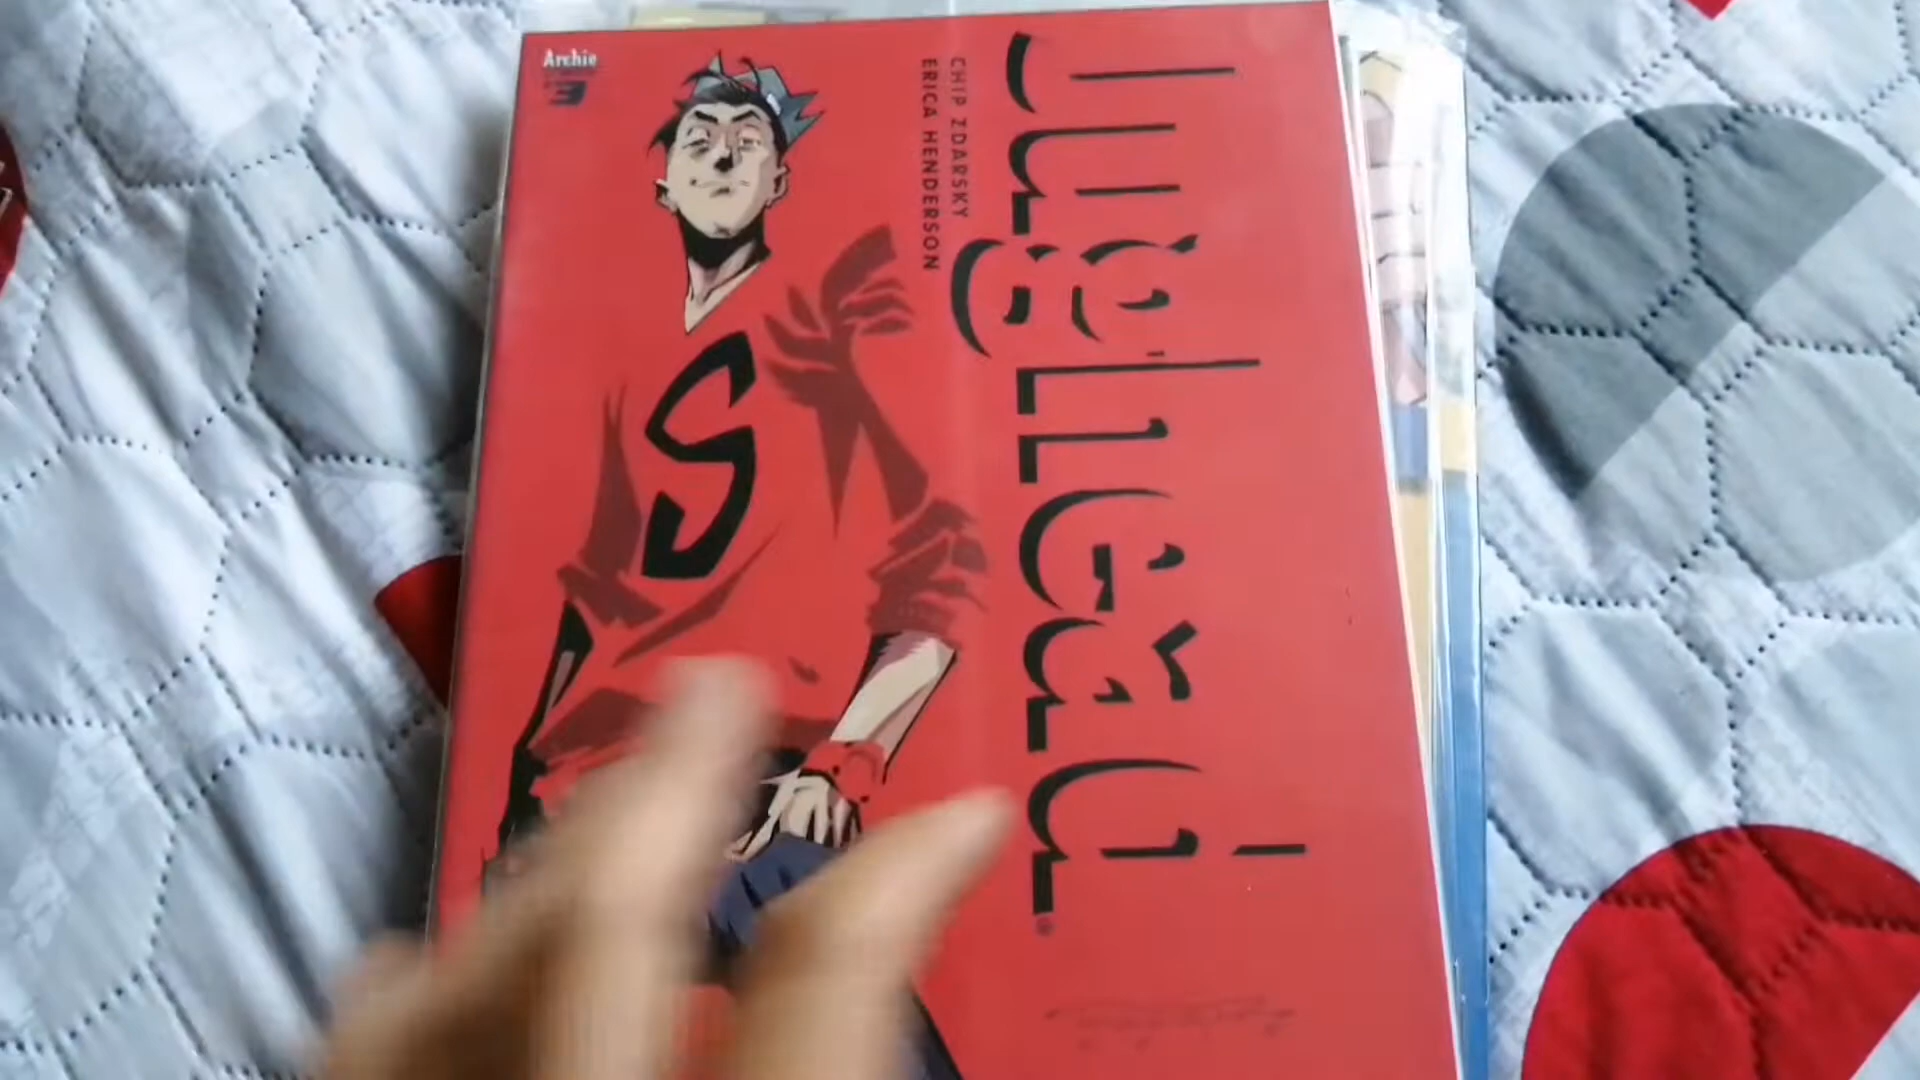 Archie
3
CHIP ZDARSKY
ERICA HENDERSON
Jughead
S